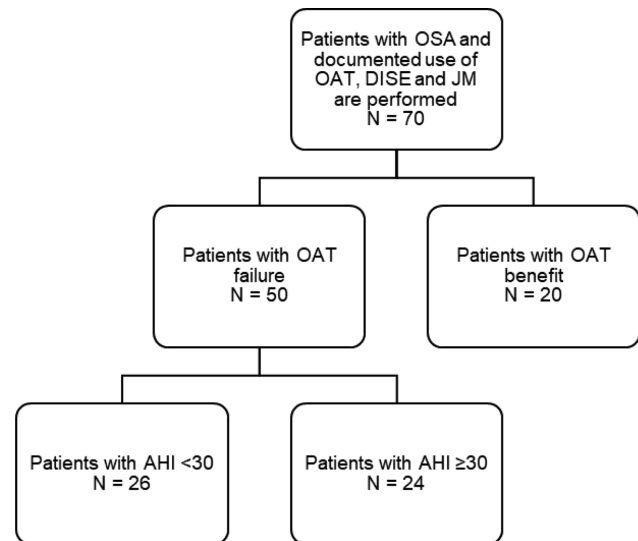 Patients with OSA and
documented use of
OAT, DISE and JM
are performed
N = 70
Patients with OAT
failure
N = 50
Patients with OAT
benefit
N = 20
Patients with AHI <30
N = 26
Patients with AHI ≥30
N = 24